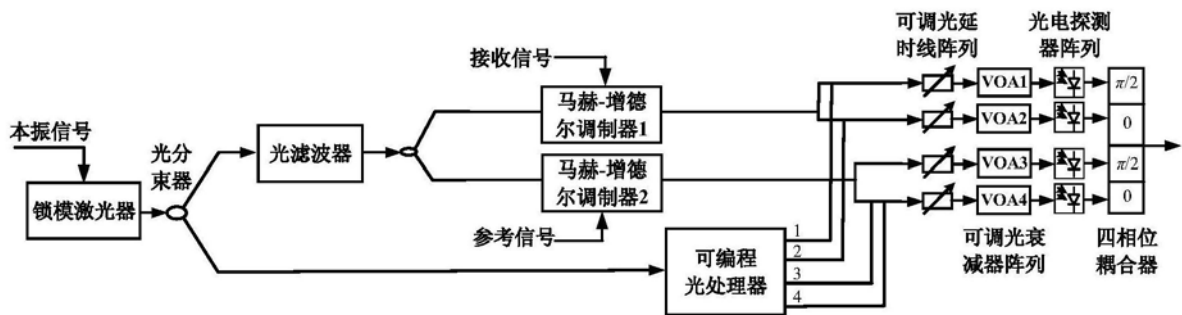 本振信号
锁模激光器
光分
束器
光滤波器
接收信号
马赫-增德
尔调制器1
马赫-增德
尔调制器2
参考信号
可编程
光处理器
1
2
3
4
可调光延
时线阵列
光电探测
器阵列
VOA1
VOA2
VOA3
VOA4
π/2
0
π/2
0
可调光衰
减器阵列
四相位
耦合器